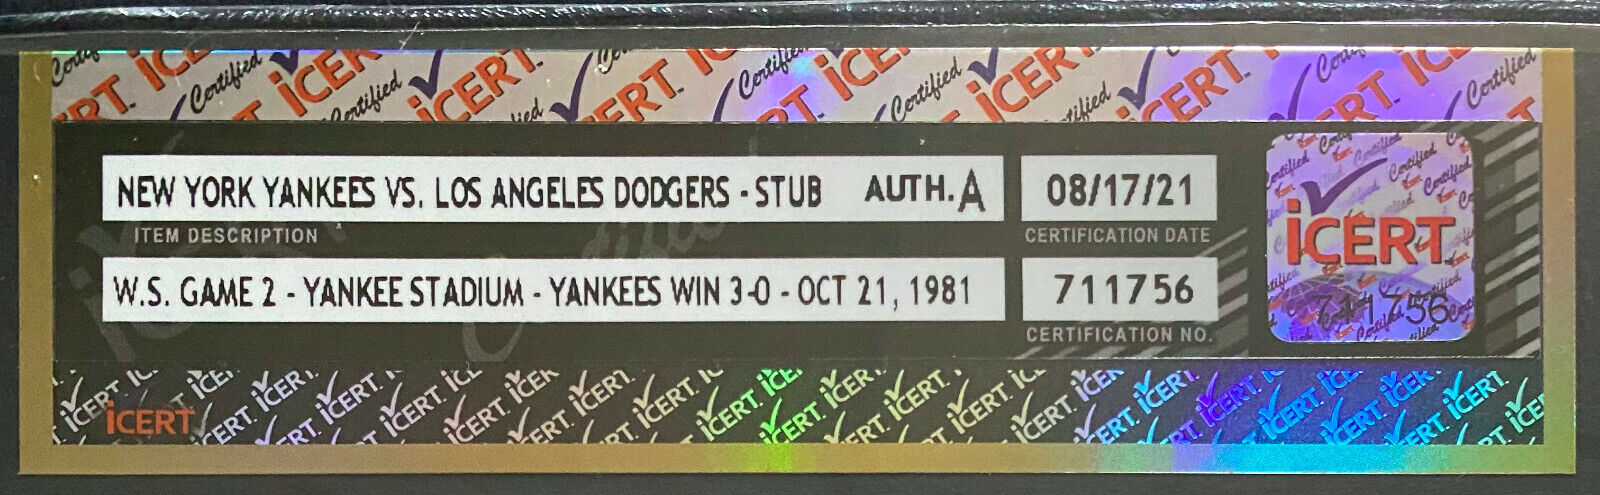 NEW YORK YANKEES VS. LOS ANGELES DODGERS - STUB AUTH. A
08/17/21
ITEM DESCRIPTION
CERTIFICATION DATE
W.S. GAME 2 - YANKEE STADIUM - YANKEES WIN 3-0 - OCT 21, 1981
711756
CERTIFICATION NO.
iCERT
711756
iCERT